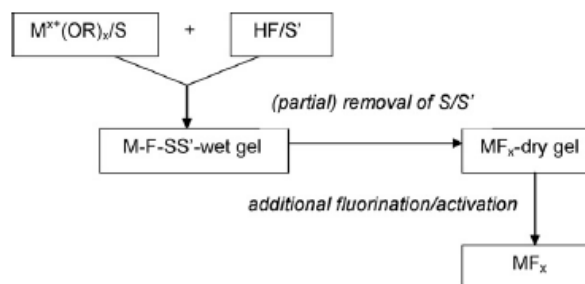 Mˣ⁺(OR)ₓ/S + HF/S'
(partial) removal of S/S'
M-F-SS'-wet gel
MFₓ-dry gel
additional fluorination/activation
MFₓ